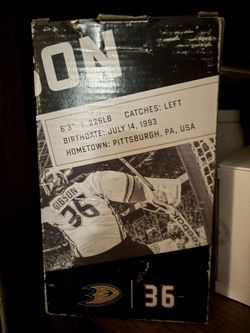 SON
6'3" | 226LB CATCHES: LEFT
BIRTHDATE: JULY 14, 1993
HOMETOWN: PITTSBURGH, PA, USA
GIBSON
36
36